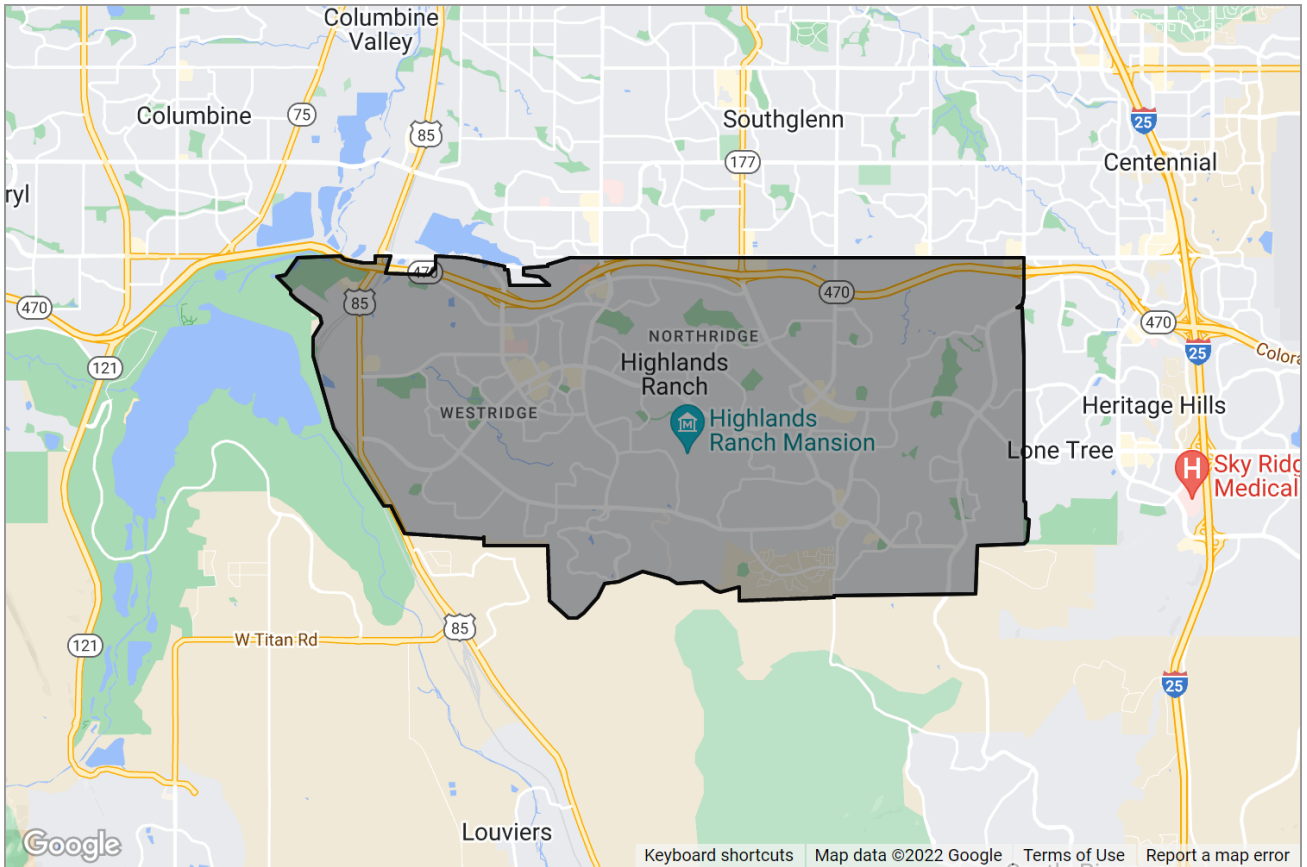 Columbine
Valley
Columbine
75
85
Southglenn
177
25
Centennial
ryl
470
470
85
470
470
121
25
Colora
NORTHRIDGE
Highlands
Ranch
WESTRIDGE
Highlands
Ranch Mansion
Heritage Hills
Lone Tree
H
Sky Ridg
Medical
M
121
W Titan Rd
85
25
Louviers
Google
Keyboard shortcuts
Map data ©2022 Google
Terms of Use
Report a map error